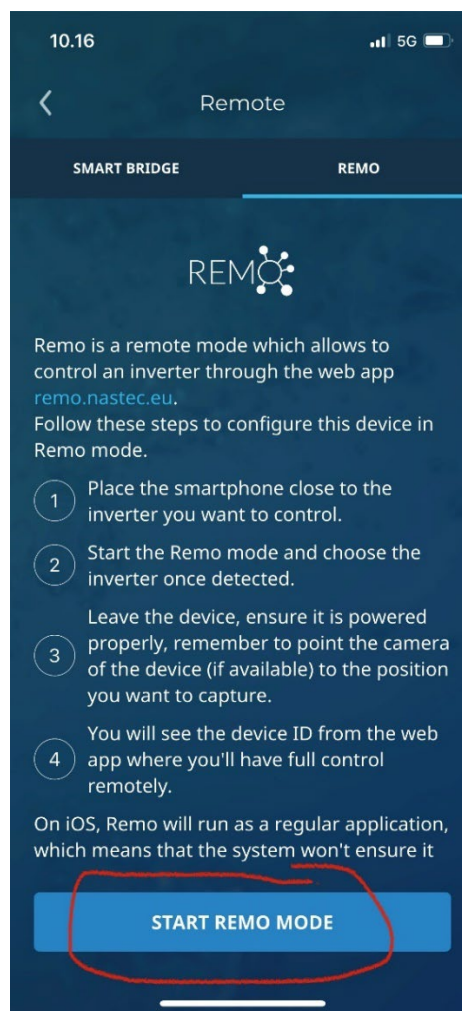 10.16
5G
Remote
SMART BRIDGE
REMO
REMO
Remo is a remote mode which allows to
control an inverter through the web app
remo.nastec.eu.
Follow these steps to configure this device in
Remo mode.
1
Place the smartphone close to the
inverter you want to control.
2
Start the Remo mode and choose the
inverter once detected.
3
Leave the device, ensure it is powered
properly, remember to point the camera
of the device (if available) to the position
you want to capture.
4
You will see the device ID from the web
app where you'll have full control
remotely.
On iOS, Remo will run as a regular application,
which means that the system won't ensure it
START REMO MODE